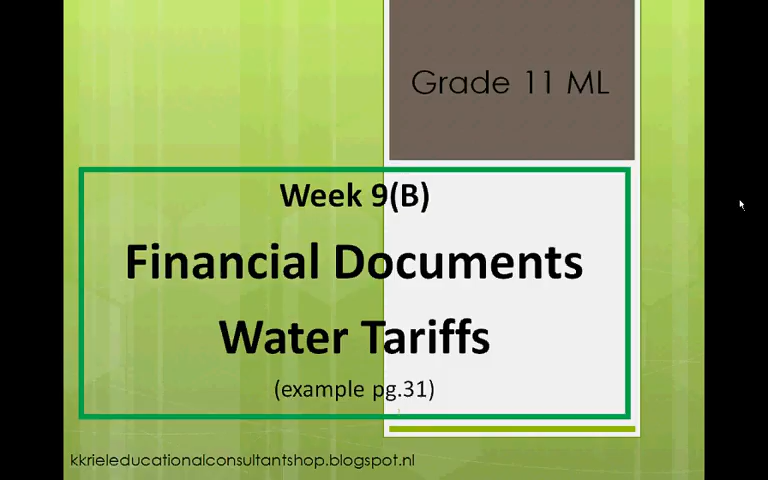 Grade 11 ML
Week 9(B)
Financial Documents
Water Tariffs
(example pg.31)
kkrieleducationalconsultantshop.blogspot.nl